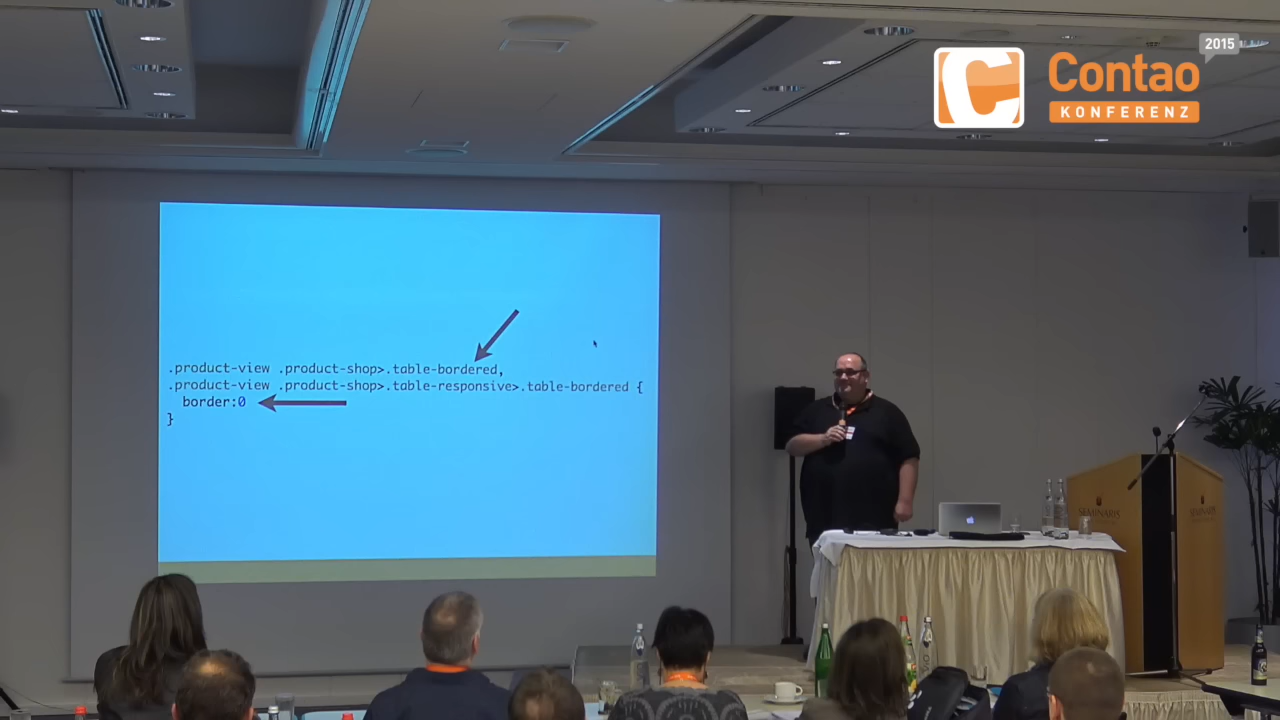 2015
Contao
KONFERENZ
.product-view .product-shop>.table-bordered,
.product-view .product-shop>.table-responsive>.table-bordered {
border:0
}
SEMINARIS